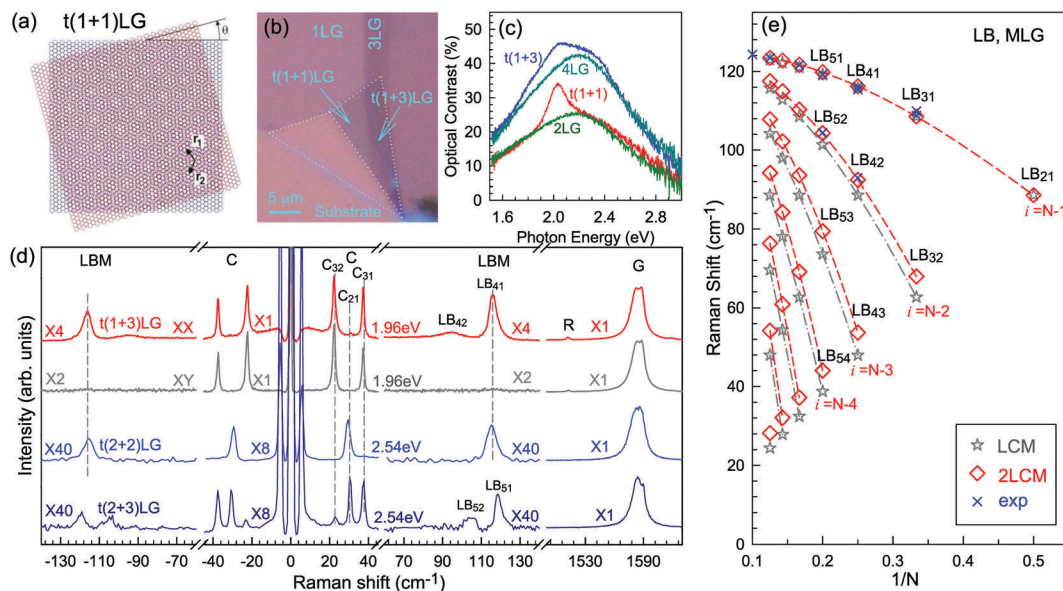 (a) t(1+1)LG
θ
r1
r2
(b) 1LG 3LG
t(1+1)LG
t(1+3)LG
5 μm
Substrate
(c)
Optical Contrast (%)
60
50
40
30
20
10
0
t(1+3)
4LG
t(1+1)
2LG
1.6 2.0 2.4 2.8
Photon Energy (eV)
(d)
Intensity (arb. units)
LBM C C LBM G
C32 C31
C21
LB41
LB42
R
X4 t(1+3)LG XX X1 1.96eV X4 X1
X2 XY X1 1.96eV X2 X1
X40 t(2+2)LG X8 2.54eV X40 X1
LB51
LB52
X40 t(2+3)LG X8 2.54eV X40 X1
-130 -110 -90 -70 -40 -20 0 20 40 70 90 110 130 1530 1590
Raman shift (cm-1)
(e) LB, MLG
Raman Shift (cm-1)
120
100
80
60
40
20
0
LB51
LB41
LB31
LB21
i =N-1
LB52
LB42
LB32
i =N-2
LB53
LB43
i =N-3
LB54
i =N-4
LCM
2LCM
exp
0.1 0.2 0.3 0.4 0.5
1/N